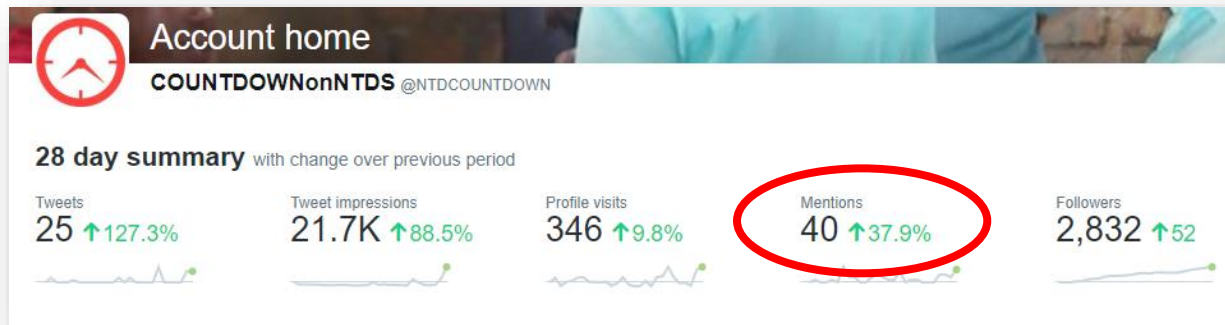 Account home
COUNTDOWNonNTDS @NTDCOUNTDOWN
28 day summary with change over previous period
Tweets Tweet impressions Profile visits Mentions Followers
25 ↑127.3% 21.7K ↑88.5% 346 ↑9.8% 40 ↑37.9% 2,832 ↑52